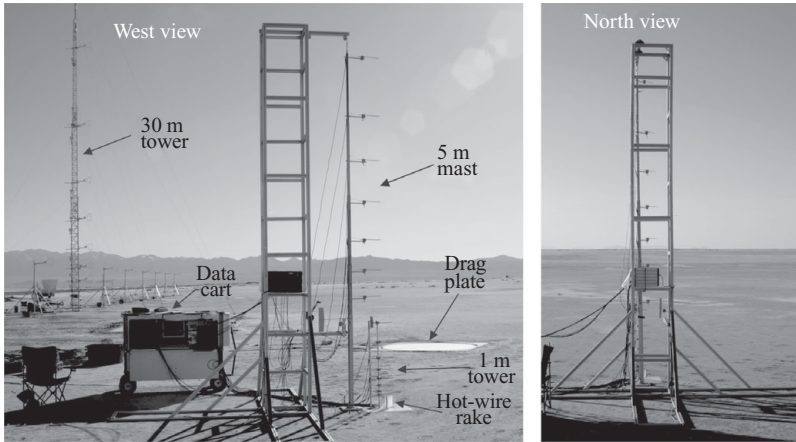 West view
30 m
tower
5 m
mast
Data
cart
Drag
plate
1 m
tower
Hot-wire
rake
North view